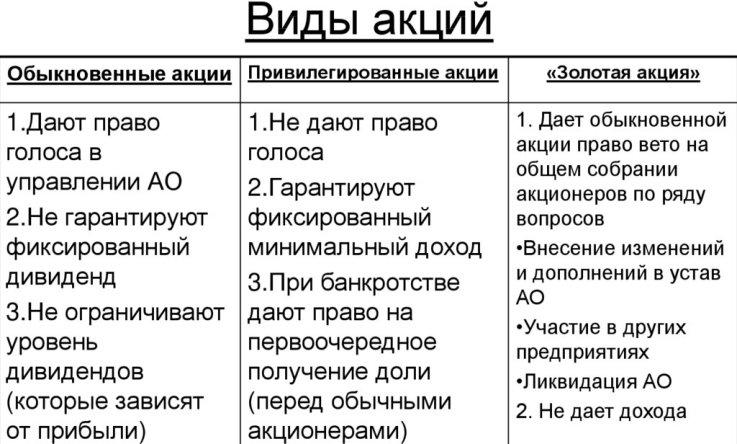 Виды акций
Обыкновенные акции
Привилегированные акции
«Золотая акция»
1.Дают право
голоса в
управлении АО
2.Не гарантируют
фиксированный
дивиденд
3.Не ограничивают
уровень
дивидендов
(которые зависят
от прибыли)
1.Не дают право
голоса
2.Гарантируют
фиксированный
минимальный доход
3.При банкротстве
дают право на
первоочередное
получение доли
(перед обычными
акционерами)
1. Дает обыкновенной
акции право вето на
общем собрании
акционеров по ряду
вопросов
•Внесение изменений
и дополнений в устав
АО
•Участие в других
предприятиях
•Ликвидация АО
2. Не дает дохода